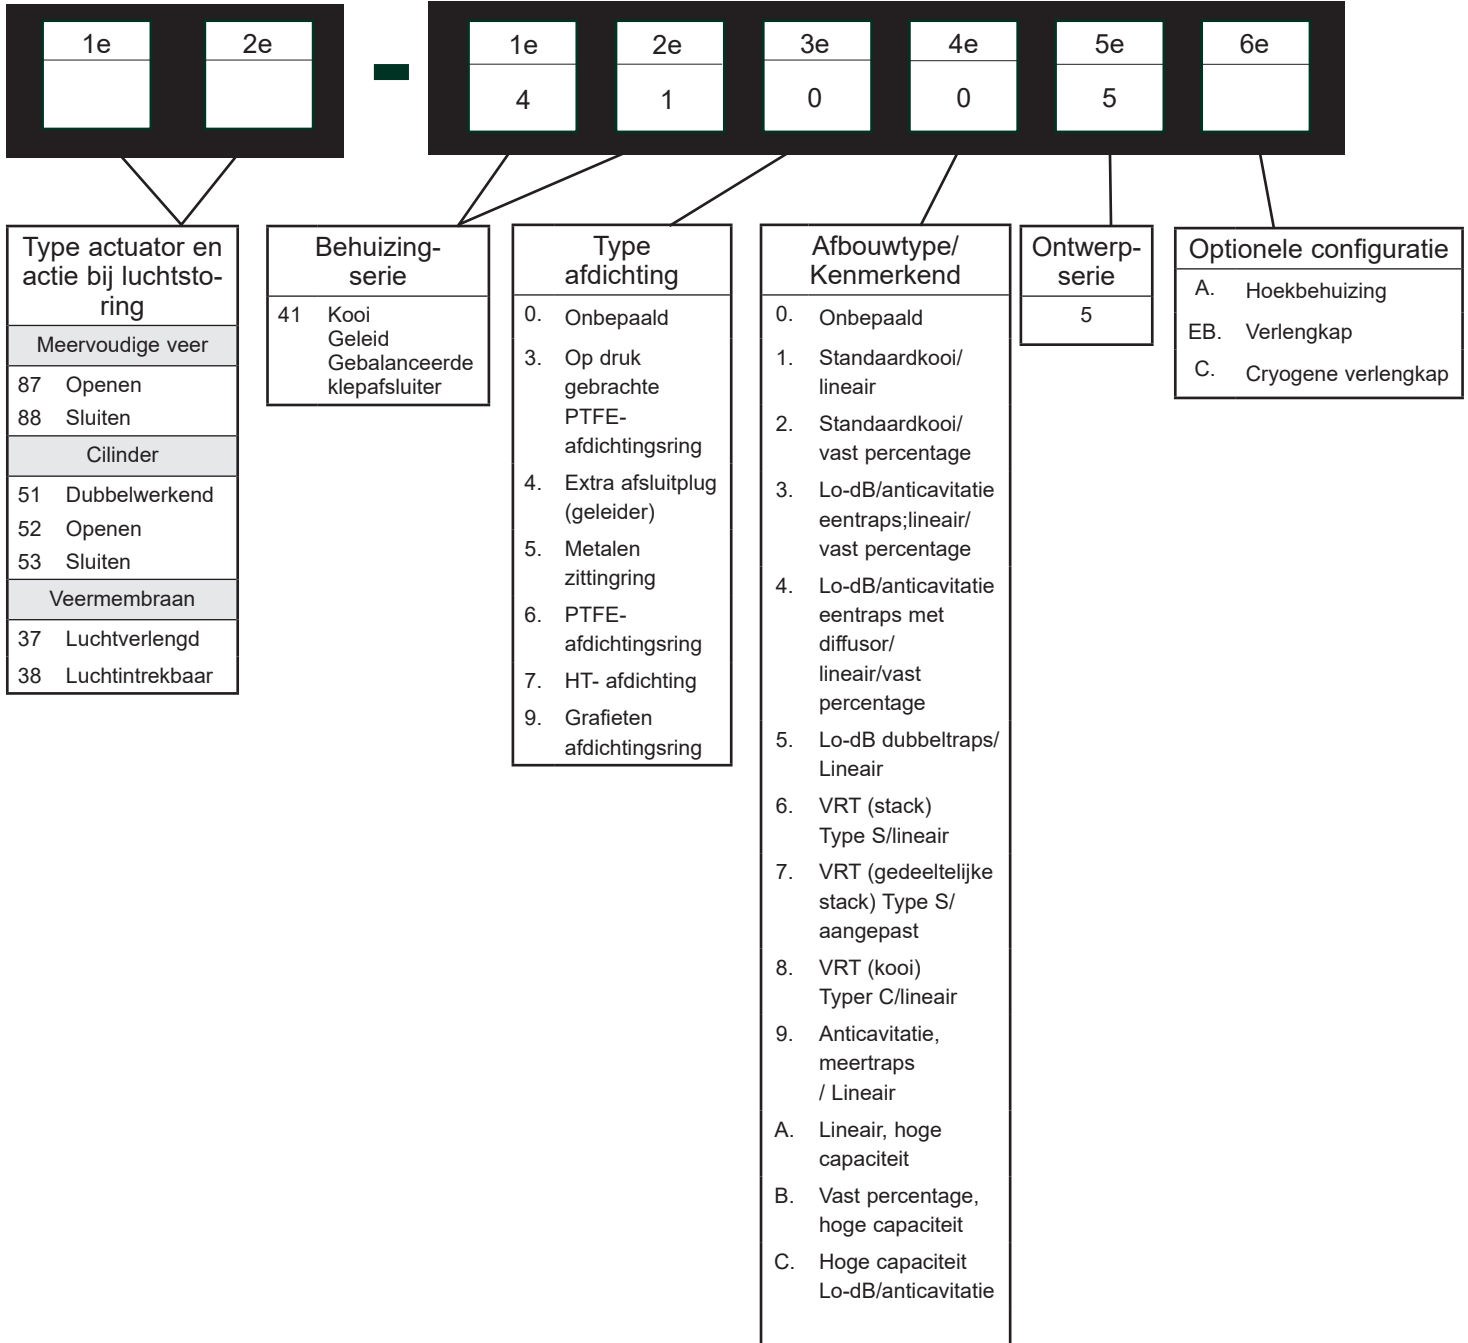 1e
2e
1e
2e
3e
4e
5e
6e
4
1
0
0
5
Type actuator en
actie bij luchtsto-
ring
Meervoudige veer
87 Openen
88 Sluiten
Cilinder
51 Dubbelwerkend
52 Openen
53 Sluiten
Veermembraan
37 Luchtverlengd
38 Luchtintrekbaar
Behuizing-
serie
41 Kooi
Geleid
Gebalanceerde
klepafsluiter
Type
afdichting
0. Onbepaald
3. Op druk
gebrachte
PTFE-
afdichtingsring
4. Extra afsluitplug
(geleider)
5. Metalen
zittingring
6. PTFE-
afdichtingsring
7. HT- afdichting
9. Grafieten
afdichtingsring
Afbouwtype/
Kenmerkend
0. Onbepaald
1. Standaardkooi/
lineair
2. Standaardkooi/
vast percentage
3. Lo-dB/anticavitatie
eentraps;lineair/
vast percentage
4. Lo-dB/anticavitatie
eentraps met
diffusor/
lineair/vast
percentage
5. Lo-dB dubbeltraps/
Lineair
6. VRT (stack)
Type S/lineair
7. VRT (gedeeltelijke
stack) Type S/
aangepast
8. VRT (kooi)
Typer C/lineair
9. Anticavitatie,
meertraps
/ Lineair
A. Lineair, hoge
capaciteit
B. Vast percentage,
hoge capaciteit
C. Hoge capaciteit
Lo-dB/anticavitatie
Ontwerp-
serie
5
Optionele configuratie
A. Hoekbehuizing
EB. Verlengkap
C. Cryogene verlengkap